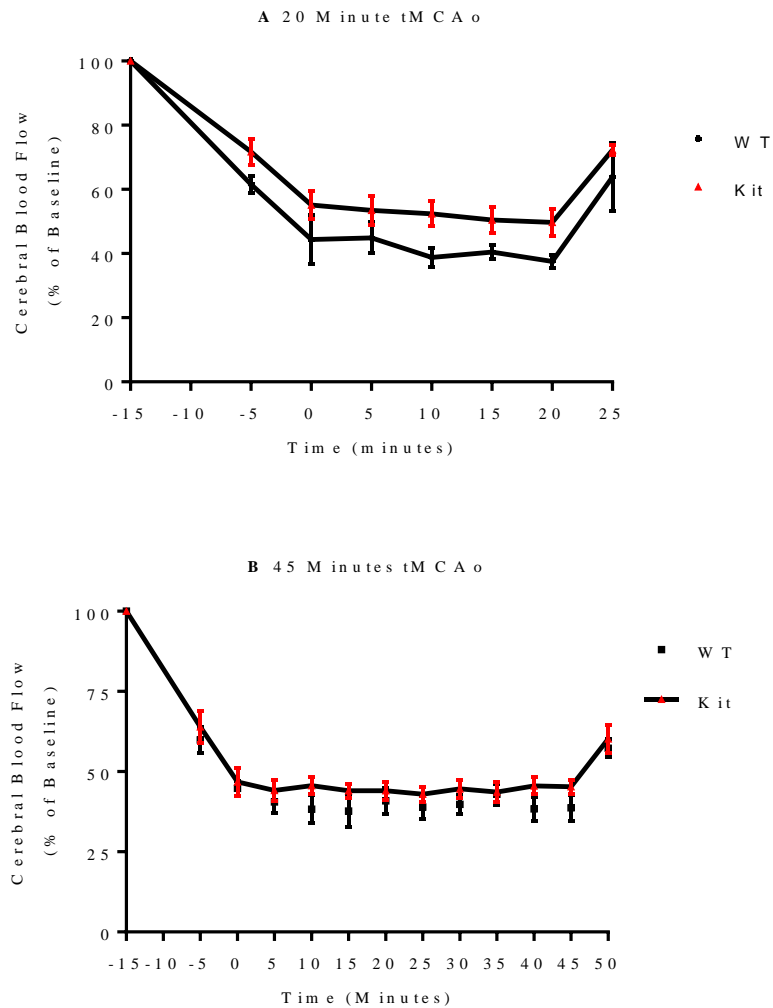 A 20 Minute tMCAo
100
80
60
40
20
0
Cerebral Blood Flow
(% of Baseline)
-15 -10 -5 0 5 10 15 20 25
Time (minutes)
WT
Kit
B 45 Minutes tMCAo
100
75
50
25
0
Cerebral Blood Flow
(% of Baseline)
-15 -10 -5 0 5 10 15 20 25 30 35 40 45 50
Time (Minutes)
WT
Kit